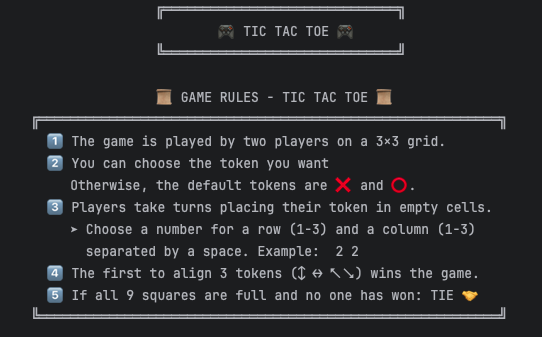 🎮 TIC TAC TOE 🎮
📜 GAME RULES - TIC TAC TOE 📜
1️⃣ The game is played by two players on a 3×3 grid.
2️⃣ You can choose the token you want
Otherwise, the default tokens are ❌ and ⭕.
3️⃣ Players take turns placing their token in empty cells.
➤ Choose a number for a row (1-3) and a column (1-3)
separated by a space. Example:  2 2
4️⃣ The first to align 3 tokens (↕ ↔ ↖↘) wins the game.
5️⃣ If all 9 squares are full and no one has won: TIE 🤝